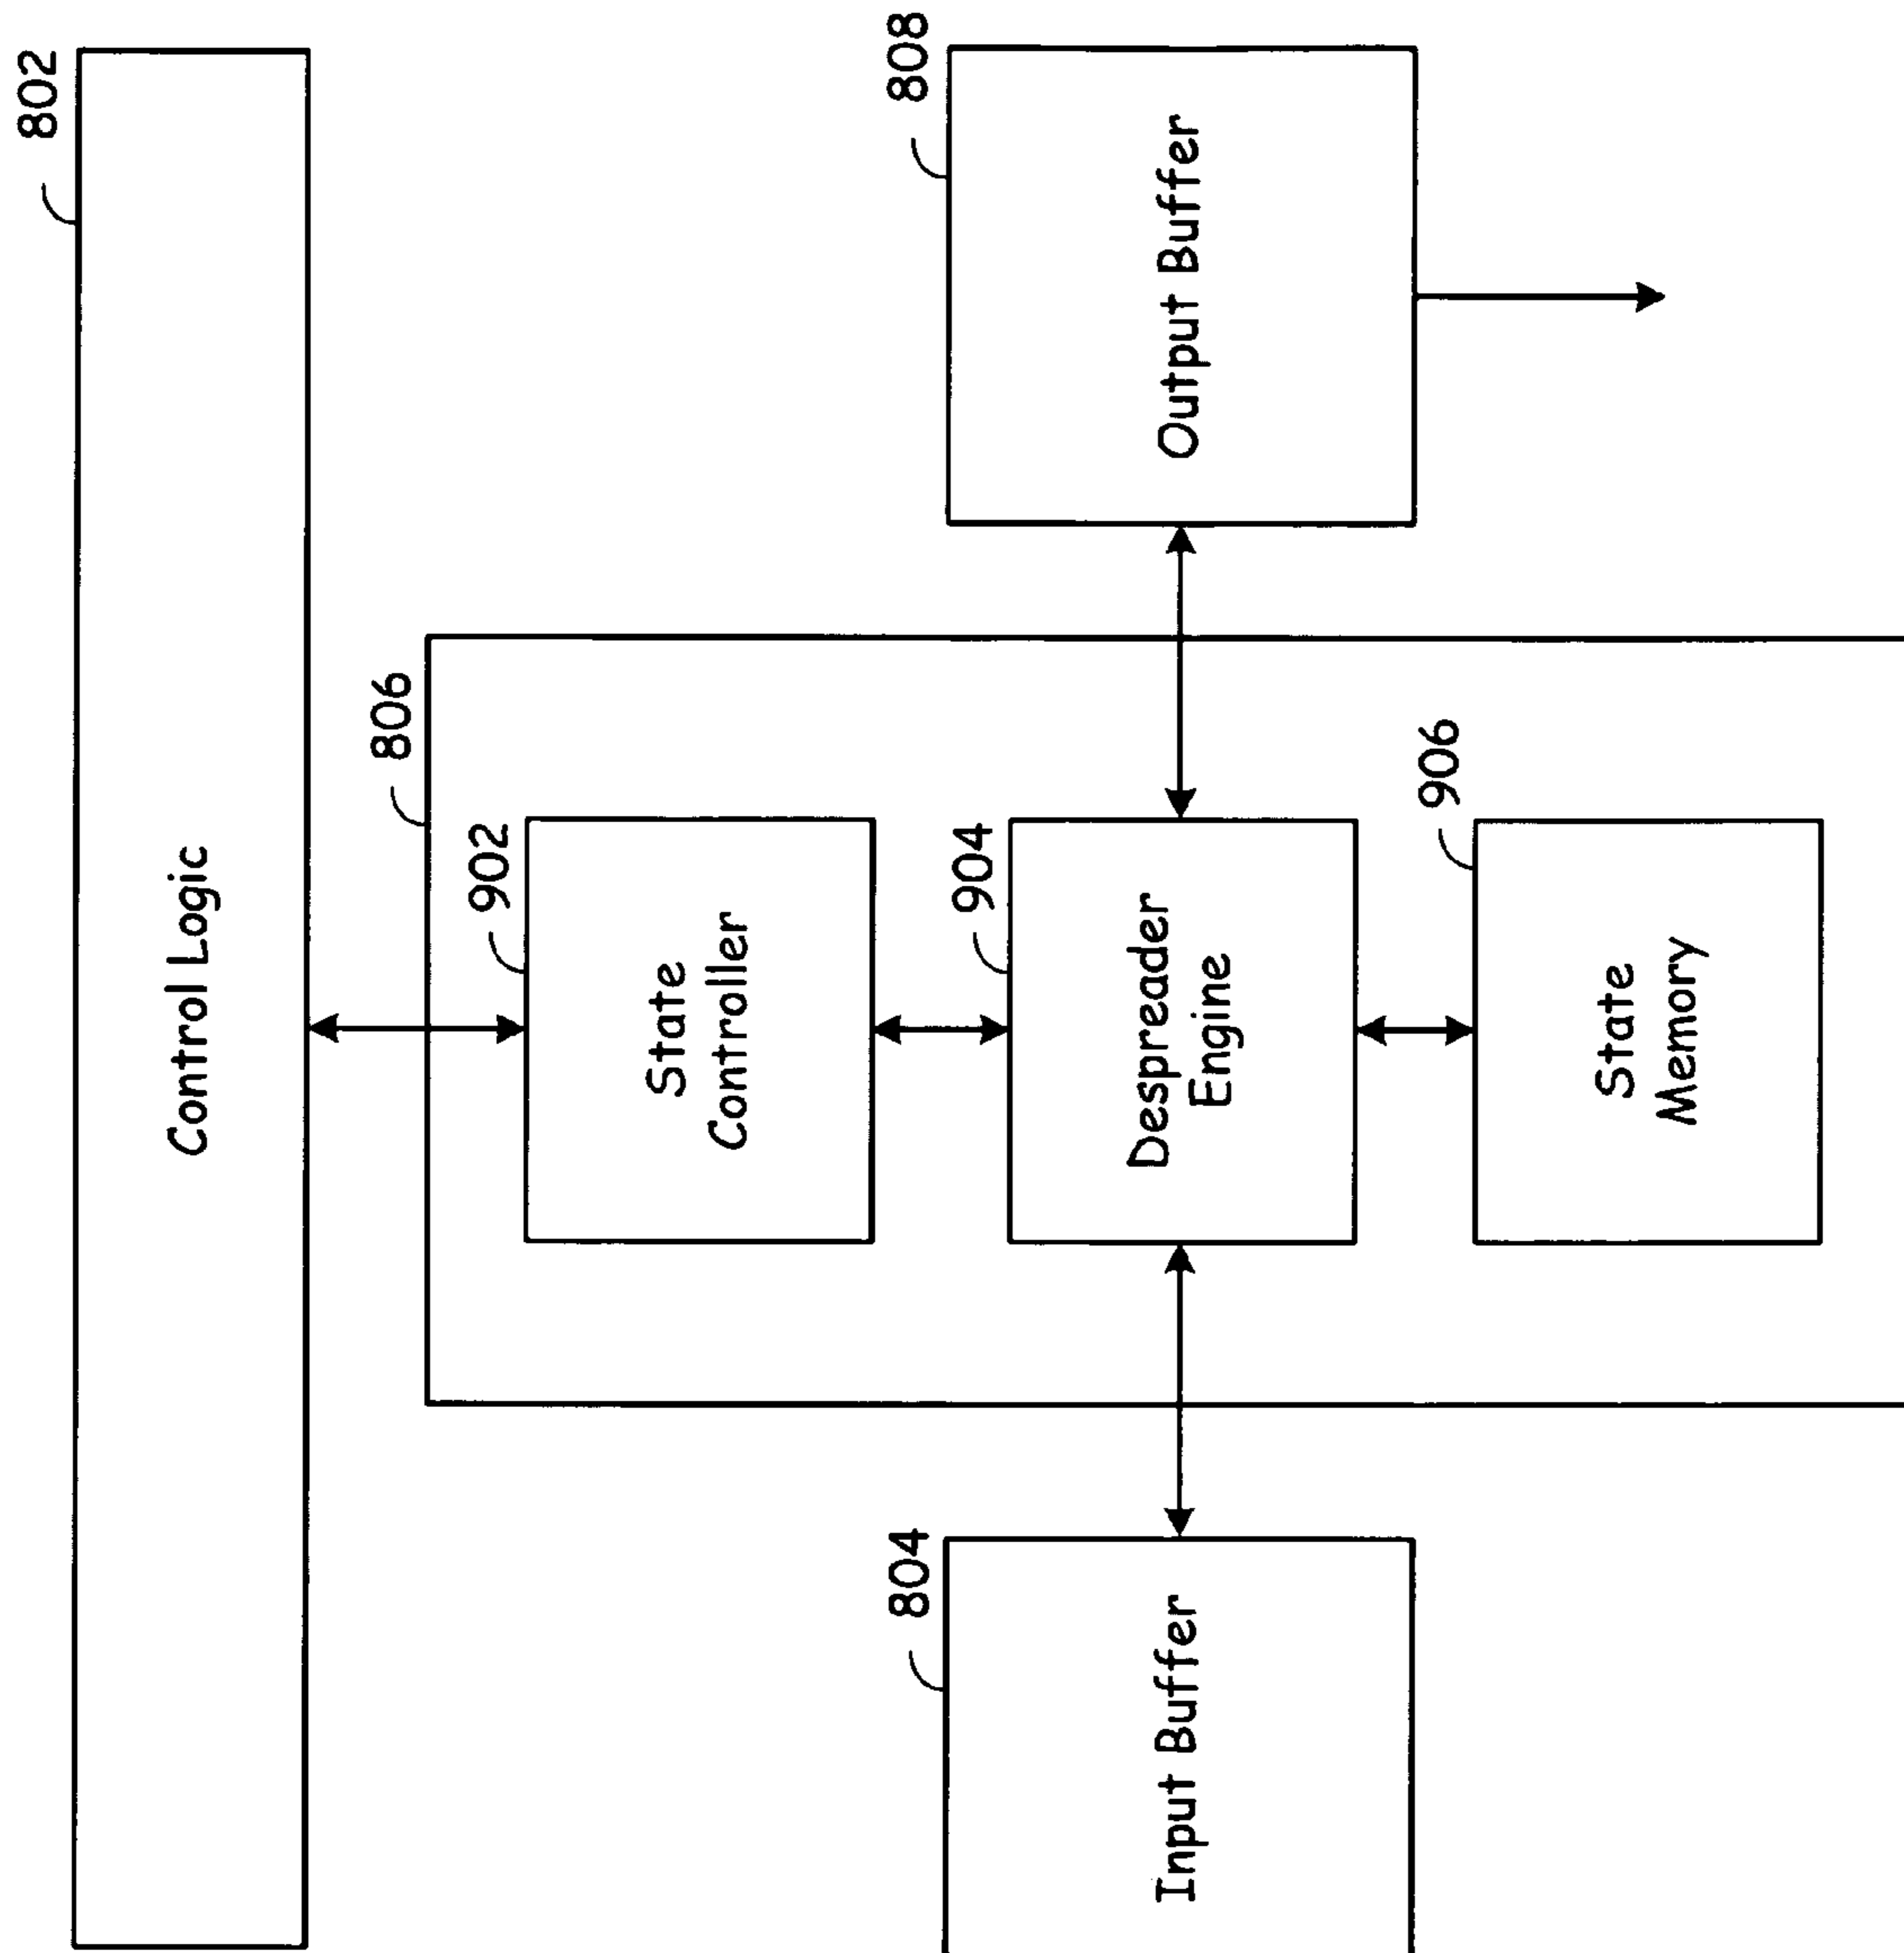 802
Control Logic
806
902
State
Controller
804
Input Buffer
904
Despreader
Engine
808
Output Buffer
906
State
Memory